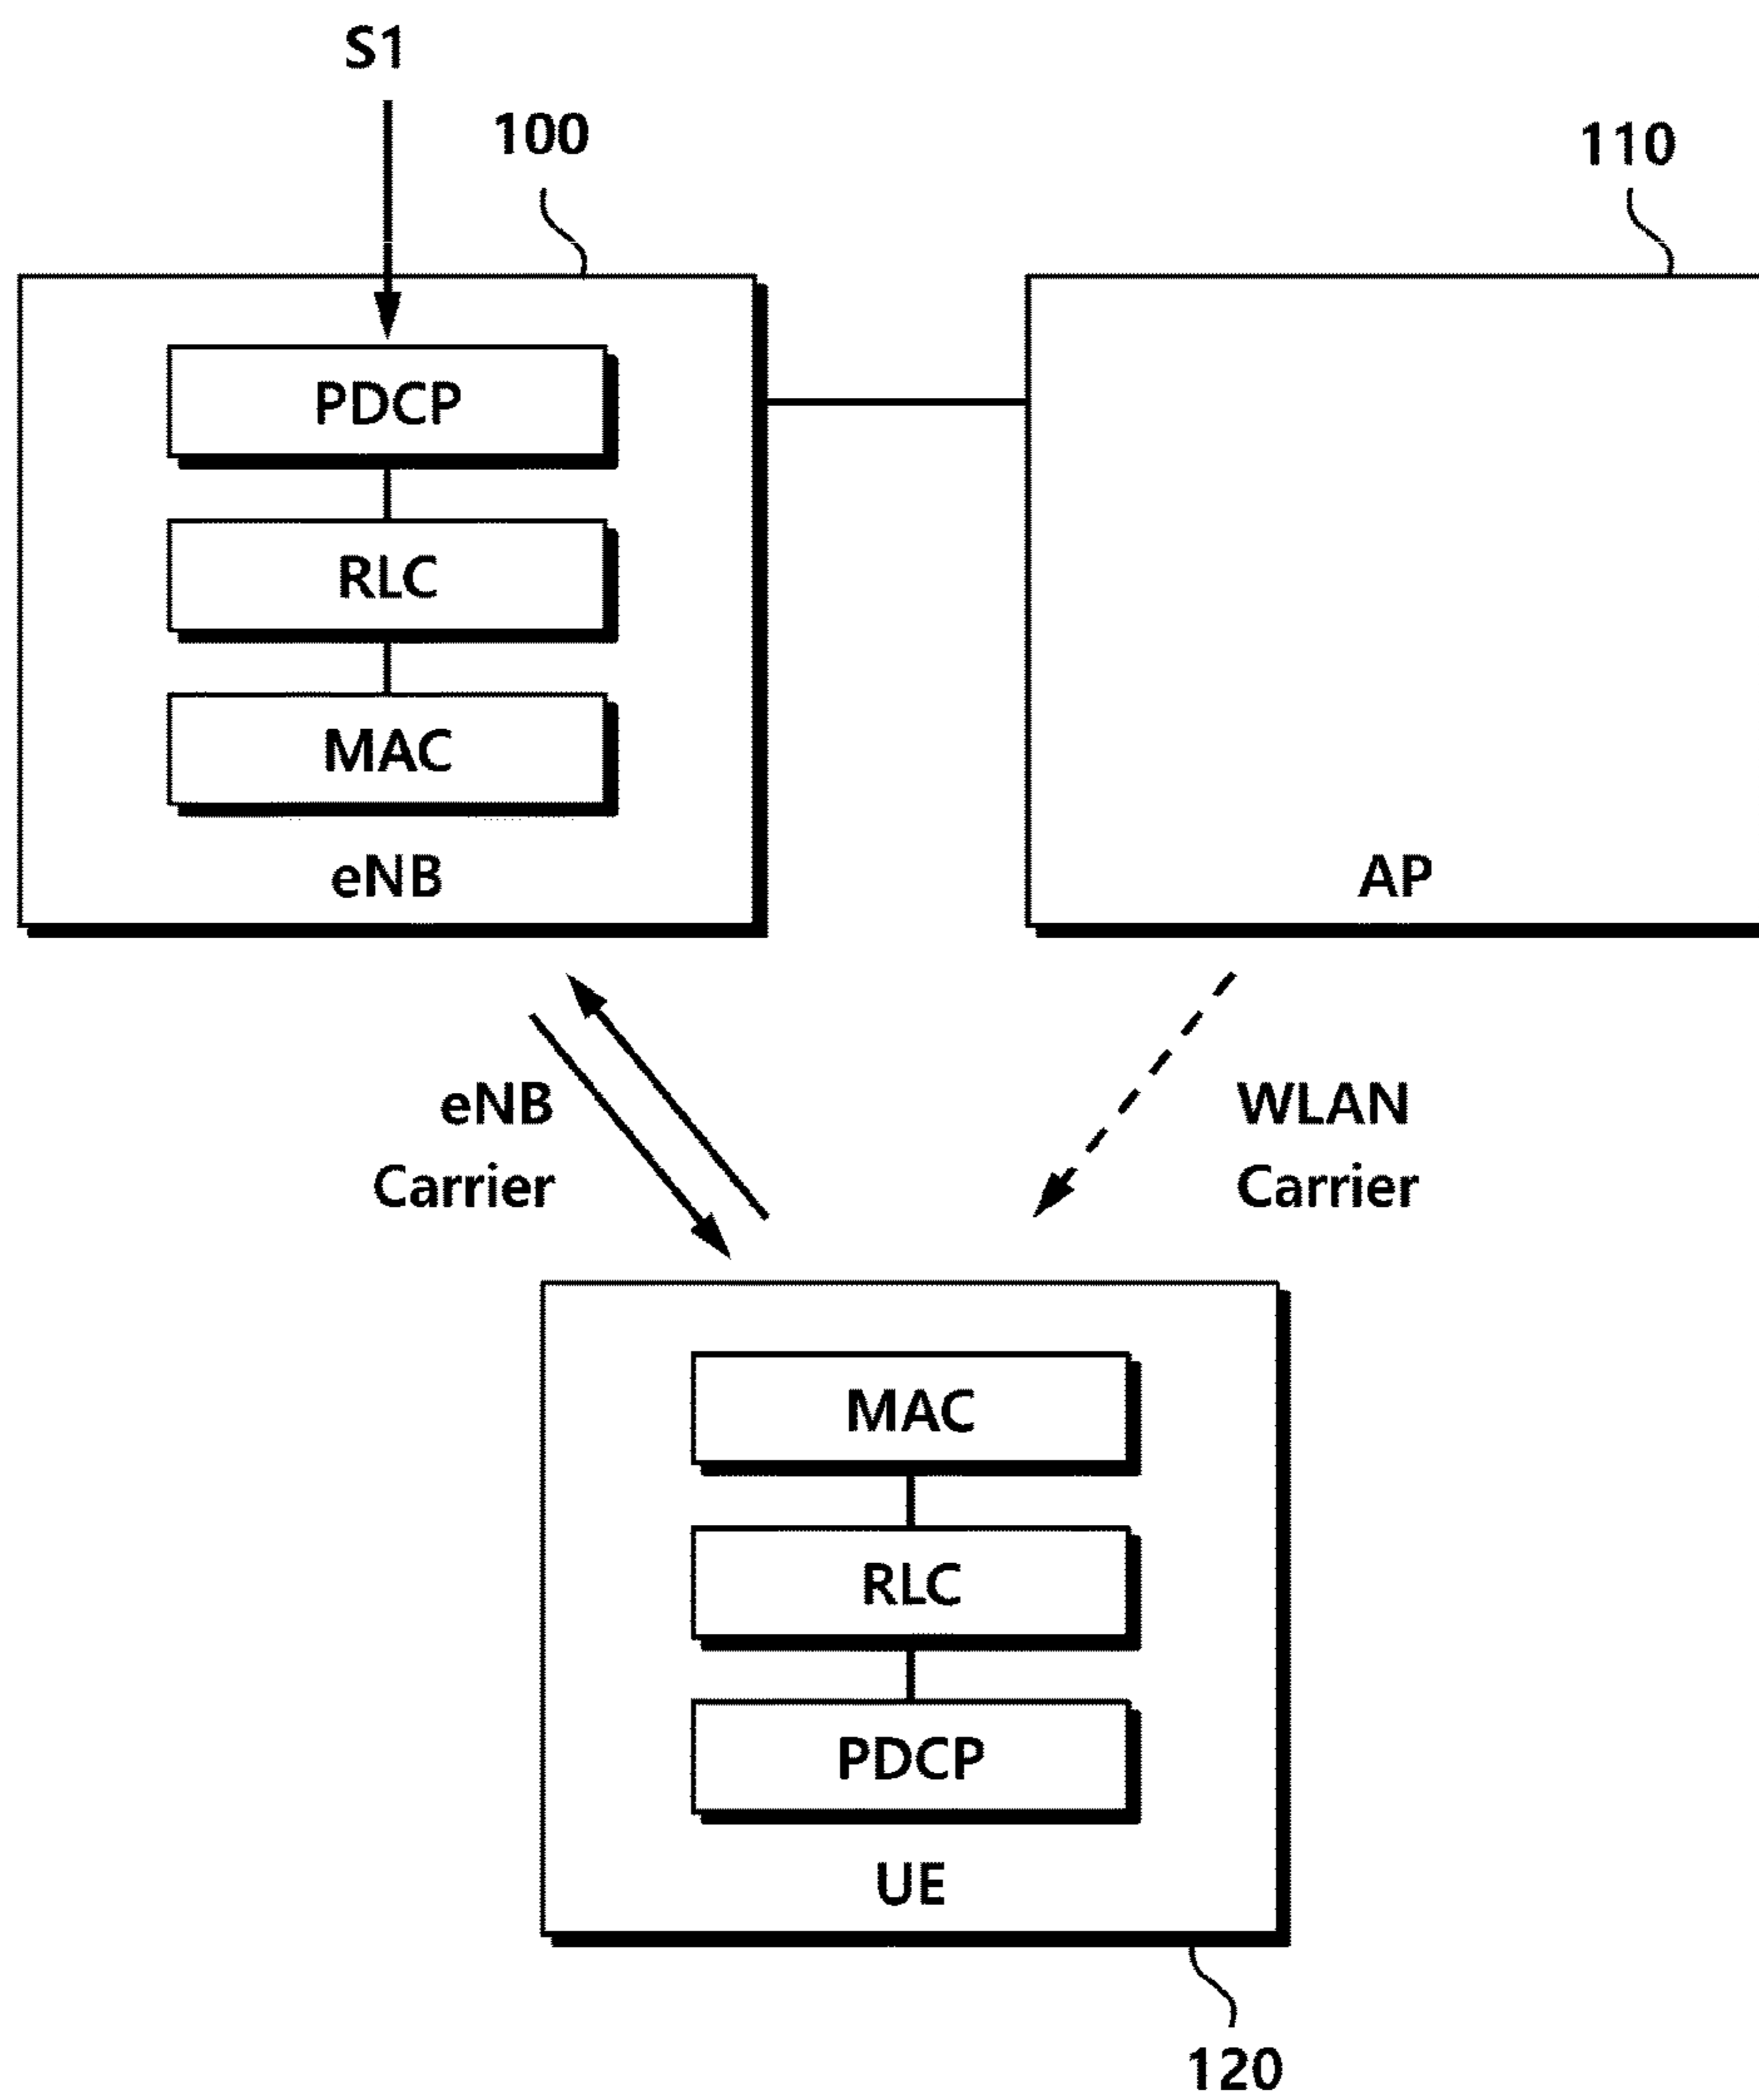 S1
100
110
PDCP
RLC
MAC
eNB
AP
eNB
Carrier
WLAN
Carrier
MAC
RLC
PDCP
UE
120